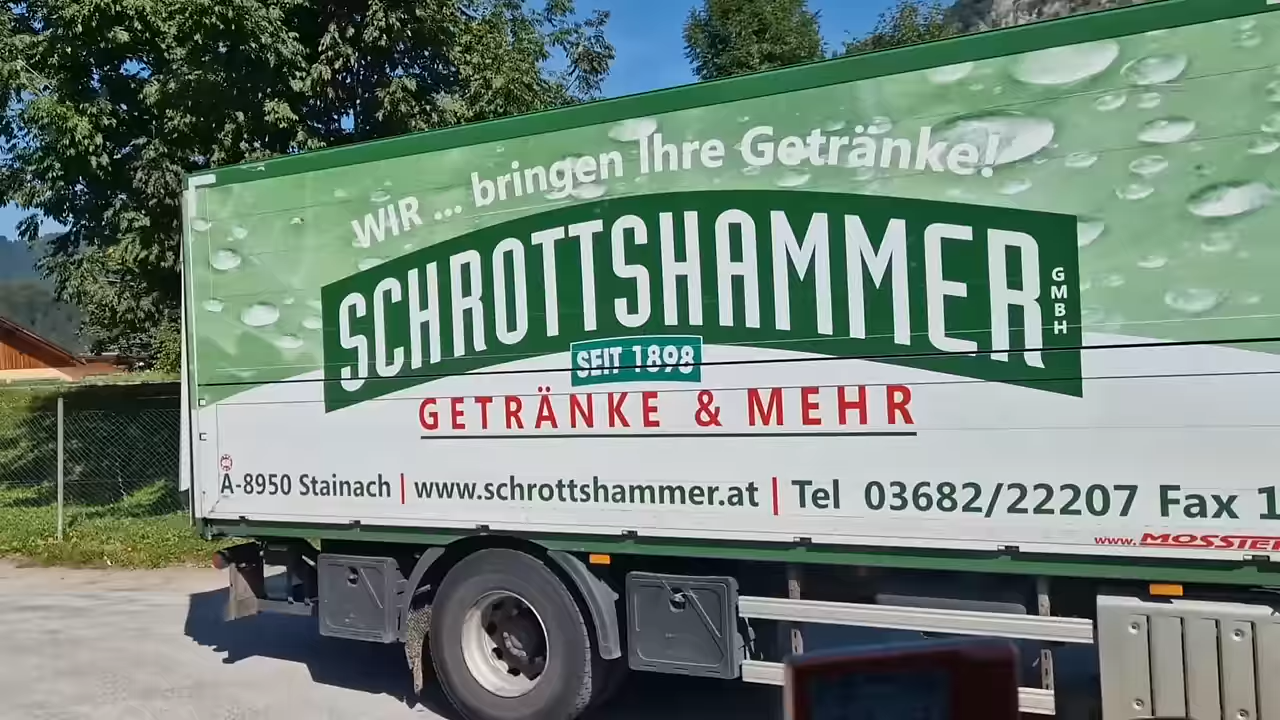 WIR ... bringen Ihre Getränke!
SCHROTTSHAMMER GMBH
SEIT 1898
GETRÄNKE & MEHR
A-8950 Stainach | www.schrottshammer.at | Tel 03682/22207 Fax 1
www.MOSSIER